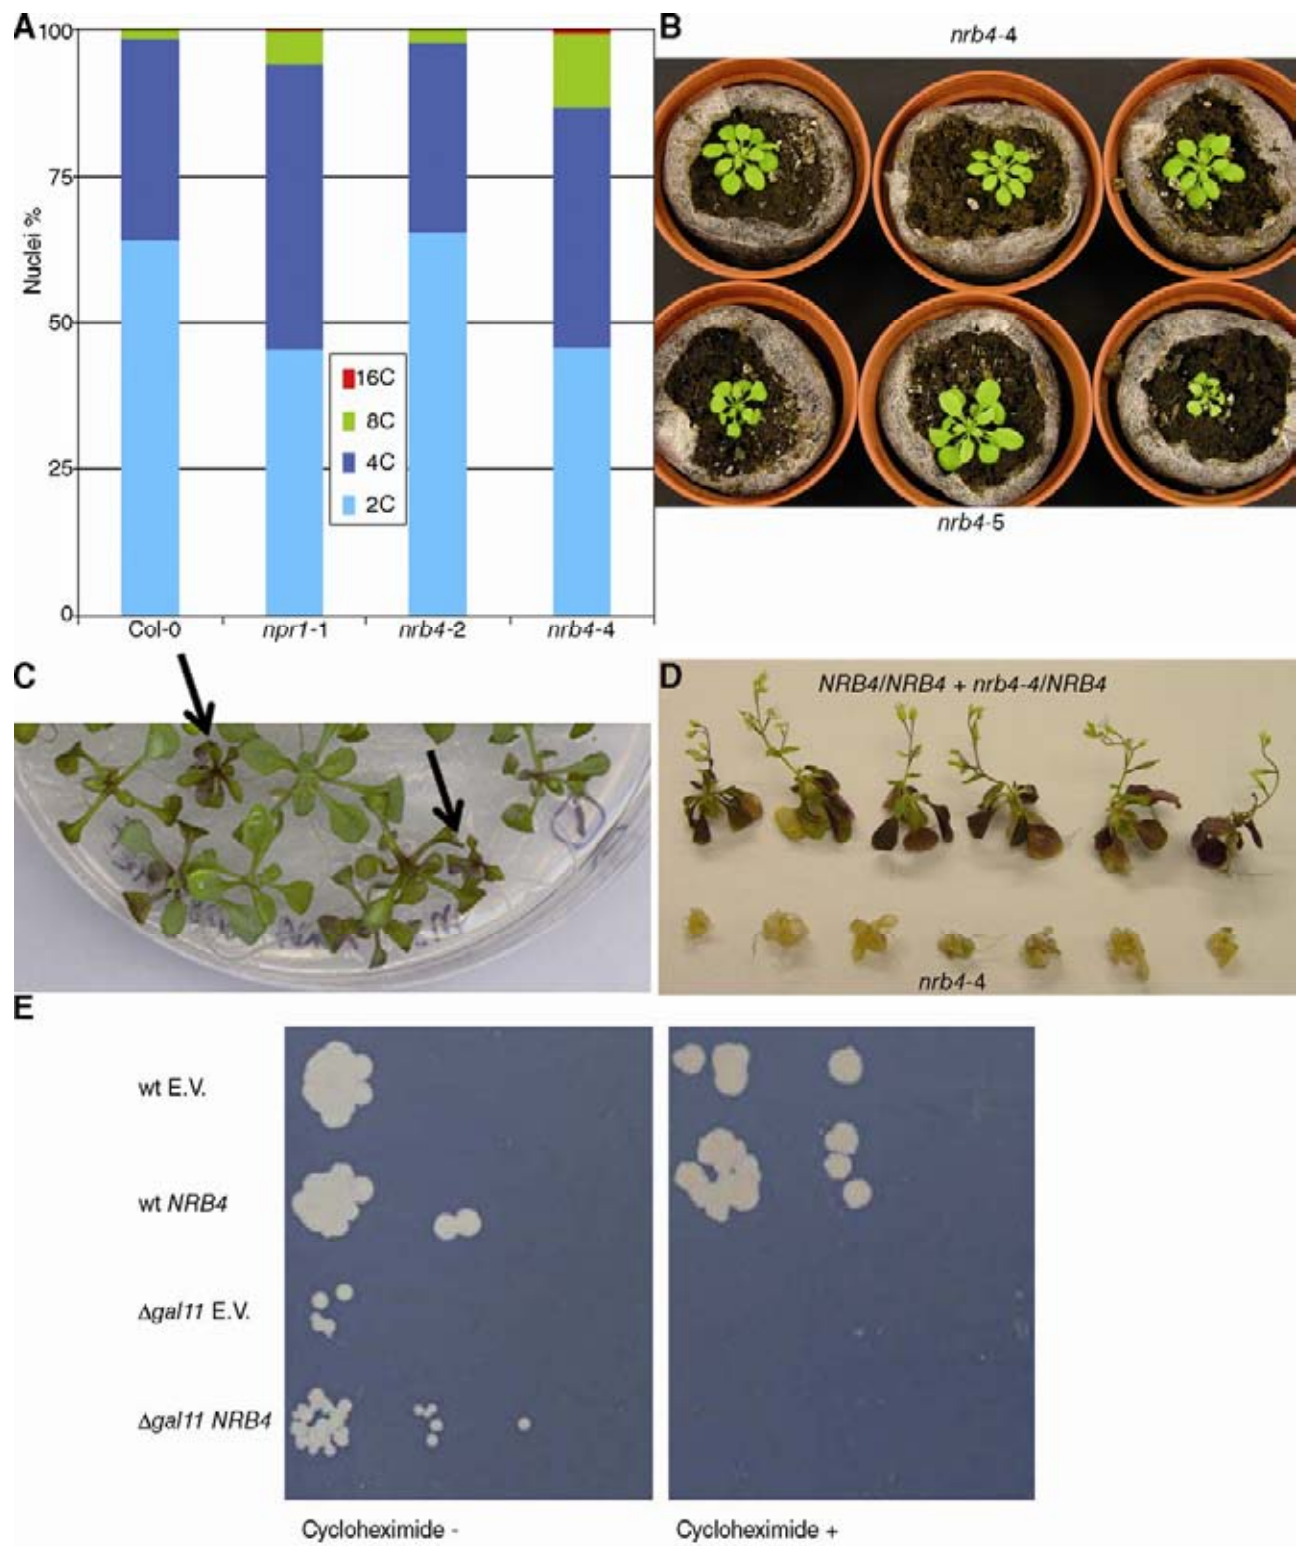 A
100
75
50
25
0
Nuclei %
16C
8C
4C
2C
Col-0 npr1-1 nrb4-2 nrb4-4
B
nrb4-4
nrb4-5
C
D
NRB4/NRB4 + nrb4-4/NRB4
nrb4-4
E
wt E.V.
wt NRB4
Δgal11 E.V.
Δgal11 NRB4
Cycloheximide - Cycloheximide +